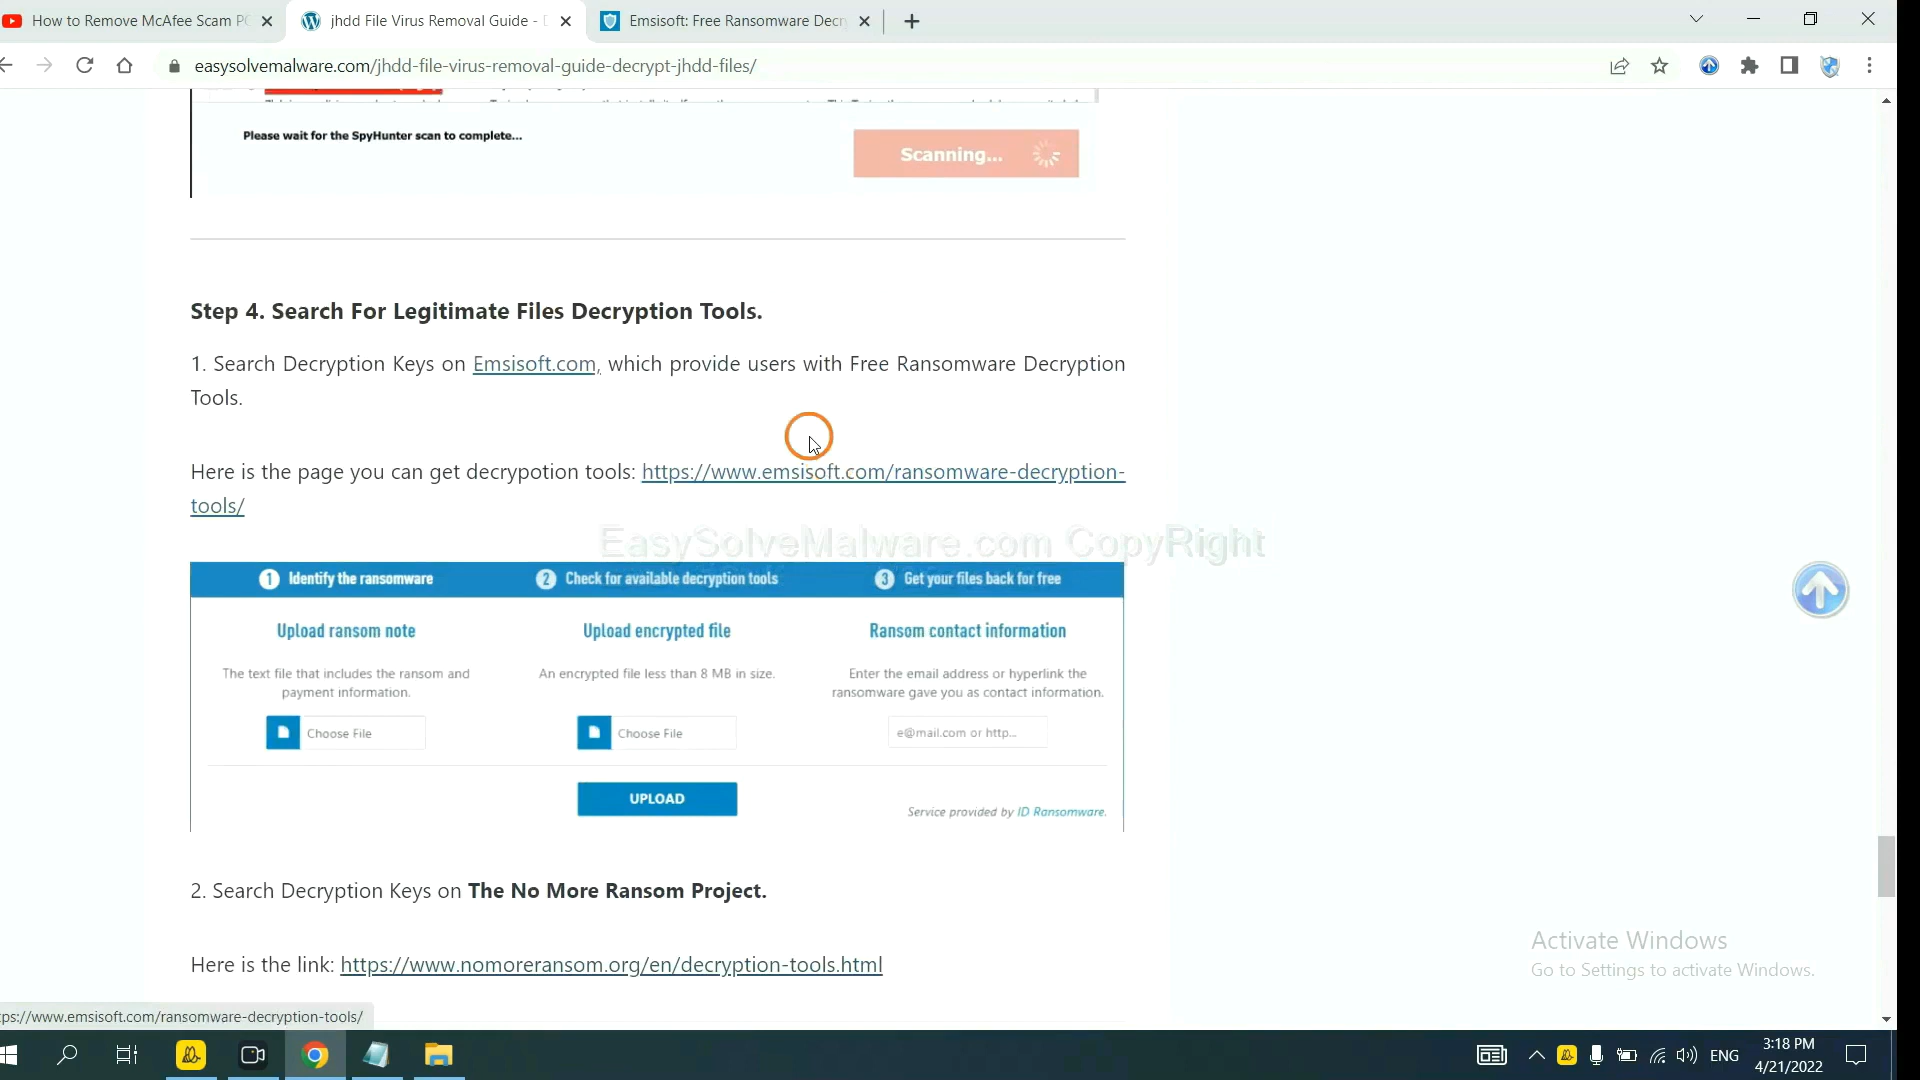 How to Remove McAfee Scam P
jhdd File Virus Removal Guide -
Emsisoft: Free Ransomware Decr
easysolvemalware.com/jhdd-file-virus-removal-guide-decrypt-jhdd-files/
Please wait for the SpyHunter scan to complete...
Scanning...
Step 4. Search For Legitimate Files Decryption Tools.
1. Search Decryption Keys on Emsisoft.com, which provide users with Free Ransomware Decryption
Tools.
Here is the page you can get decrypotion tools: https://www.emsisoft.com/ransomware-decryption-
tools/
EasySolveMalware.com CopyRight
1 Identify the ransomware
2 Check for available decryption tools
3 Get your files back for free
Upload ransom note
Upload encrypted file
Ransom contact information
The text file that includes the ransom and
payment information.
An encrypted file less than 8 MB in size.
Enter the email address or hyperlink the
ransomware gave you as contact information.
Choose File
Choose File
e@mail.com or http...
UPLOAD
Service provided by ID Ransomware.
2. Search Decryption Keys on The No More Ransom Project.
Here is the link: https://www.nomoreransom.org/en/decryption-tools.html
Activate Windows
Go to Settings to activate Windows.
ps://www.emsisoft.com/ransomware-decryption-tools/
ENG
3:18 PM
4/21/2022